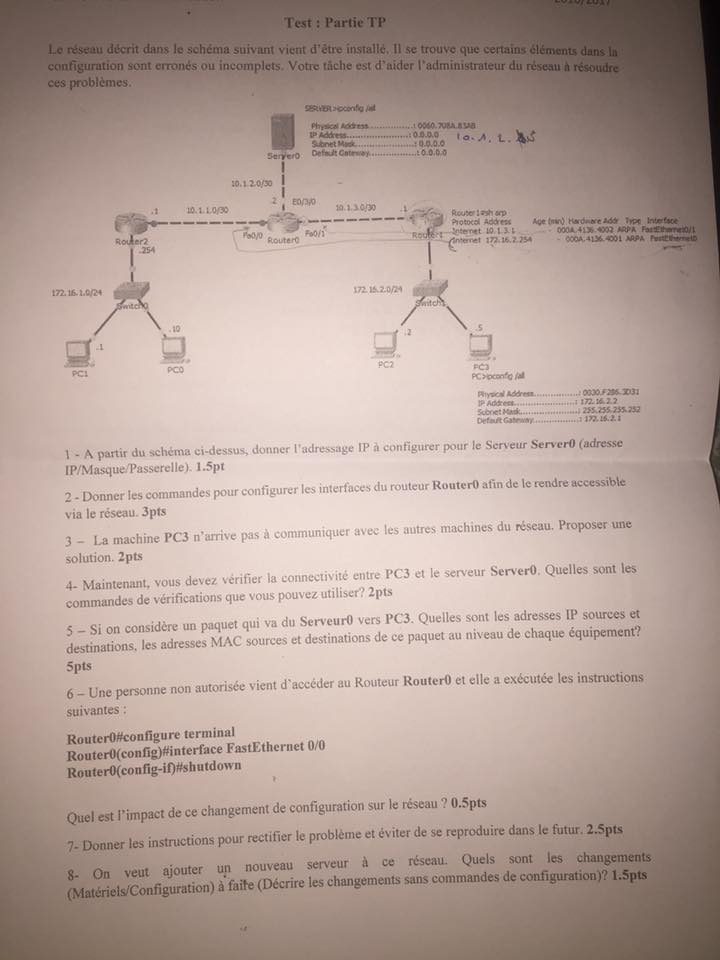 Test : Partie TP
Le réseau décrit dans le schéma suivant vient d'être installé. Il se trouve que certains éléments dans la
configuration sont erronés ou incomplets. Votre tâche est d'aider l'administrateur du réseau à résoudre
ces problèmes.
SERVER>ipconfig /all
Physical Address................: 0060.708A.83AB
IP Address......................: 0.0.0.0
Subnet Mask.....................: 0.0.0.0
Default Gateway.................: 0.0.0.0
10.1.2.
Server0
10.1.2.0/30
.2
E0/3/0
.1
10.1.1.0/30
10.1.3.0/30
.1
Fa0/0
Router0
Fa0/1
Router2
.254
Router1
Router1#sh arp
Protocol Address Age (min) Hardware Addr Type Interface
Internet 10.1.3.1 - 000A.4136.4002 ARPA FastEthernet0/1
Internet 172.16.2.254 - 000A.4136.4001 ARPA FastEthernet0
172.16.1.0/24
Switch0
172.16.2.0/24
Switch1
.1
PC1
.10
PC0
.2
PC2
.5
PC3
PC>ipconfig /all
Physical Address................: 0030.F286.3D31
IP Address......................: 172.16.2.2
Subnet Mask.....................: 255.255.255.252
Default Gateway.................: 172.16.2.1
1 - A partir du schéma ci-dessus, donner l'adressage IP à configurer pour le Serveur Server0 (adresse
IP/Masque/Passerelle). 1.5pt
2 - Donner les commandes pour configurer les interfaces du routeur Router0 afin de le rendre accessible
via le réseau. 3pts
3 – La machine PC3 n'arrive pas à communiquer avec les autres machines du réseau. Proposer une
solution. 2pts
4- Maintenant, vous devez vérifier la connectivité entre PC3 et le serveur Server0. Quelles sont les
commandes de vérifications que vous pouvez utiliser? 2pts
5 – Si on considère un paquet qui va du Serveur0 vers PC3. Quelles sont les adresses IP sources et
destinations, les adresses MAC sources et destinations de ce paquet au niveau de chaque équipement?
5pts
6 – Une personne non autorisée vient d'accéder au Routeur Router0 et elle a exécutée les instructions
suivantes :
Router0#configure terminal
Router0(config)#interface FastEthernet 0/0
Router0(config-if)#shutdown
Quel est l'impact de ce changement de configuration sur le réseau ? 0.5pts
7- Donner les instructions pour rectifier le problème et éviter de se reproduire dans le futur. 2.5pts
8- On veut ajouter un nouveau serveur à ce réseau. Quels sont les changements
(Matériels/Configuration) à faite (Décrire les changements sans commandes de configuration)? 1.5pts